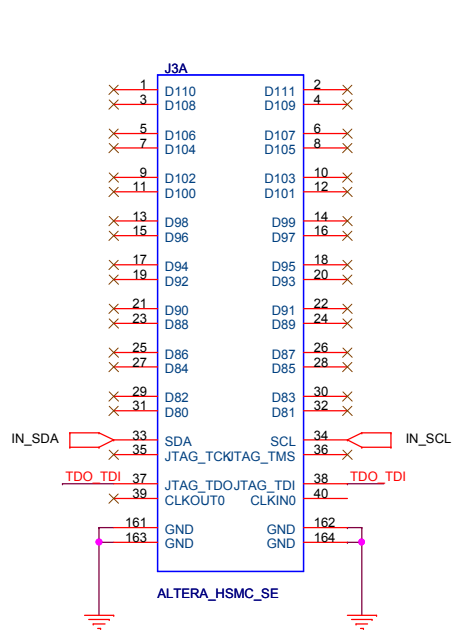 J3A
1 D110 D111 2
3 D108 D109 4
5 D106 D107 6
7 D104 D105 8
9 D102 D103 10
11 D100 D101 12
13 D98 D99 14
15 D96 D97 16
17 D94 D95 18
19 D92 D93 20
21 D90 D91 22
23 D88 D89 24
25 D86 D87 26
27 D84 D85 28
29 D82 D83 30
31 D80 D81 32
IN_SDA 33 SDA SCL 34 IN_SCL
35 JTAG_TCK JTAG_TMS 36
TDO_TDI 37 JTAG_TDO JTAG_TDI 38 TDO_TDI
39 CLKOUT0 CLKIN0 40
161 GND GND 162
163 GND GND 164
ALTERA_HSMC_SE